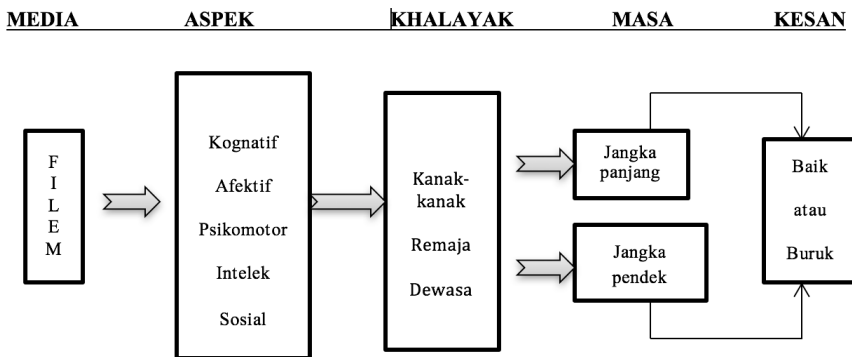 MEDIA ASPEK KHALAYAK MASA KESAN
F
I
L
E
M
Kognatif
Afektif
Psikomotor
Intelek
Sosial
Kanak-
kanak
Remaja
Dewasa
Jangka
panjang
Jangka
pendek
Baik
atau
Buruk